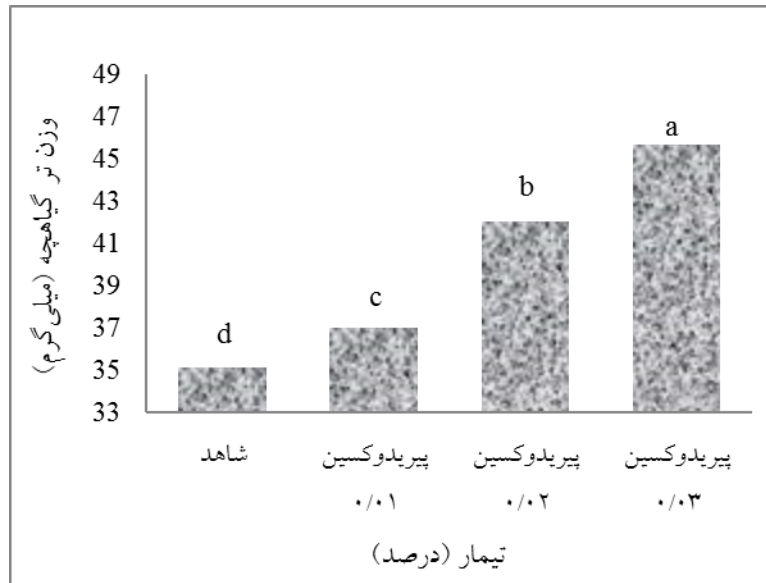 وزن تر گیاهچه (میلی‌گرم)
49
47
45
43
41
39
37
35
33
d
c
b
a
شاهد
پیریدوکسین ۰/۰۱
پیریدوکسین ۰/۰۲
پیریدوکسین ۰/۰۳
تیمار (درصد)